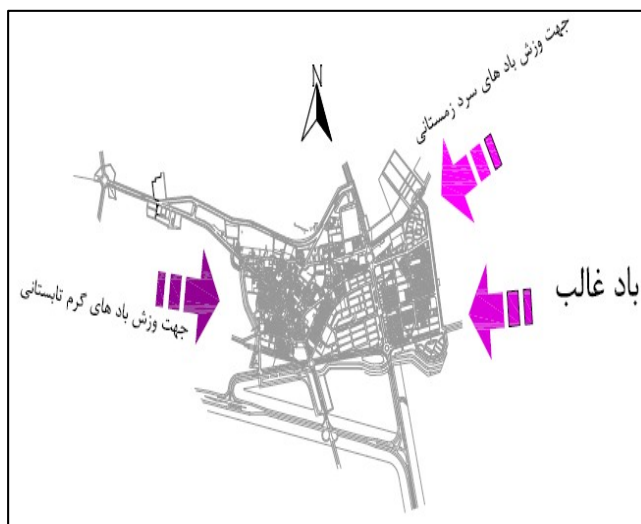 جهت وزش باد های سرد زمستانی
N
باد غالب
جهت وزش باد های گرم تابستانی